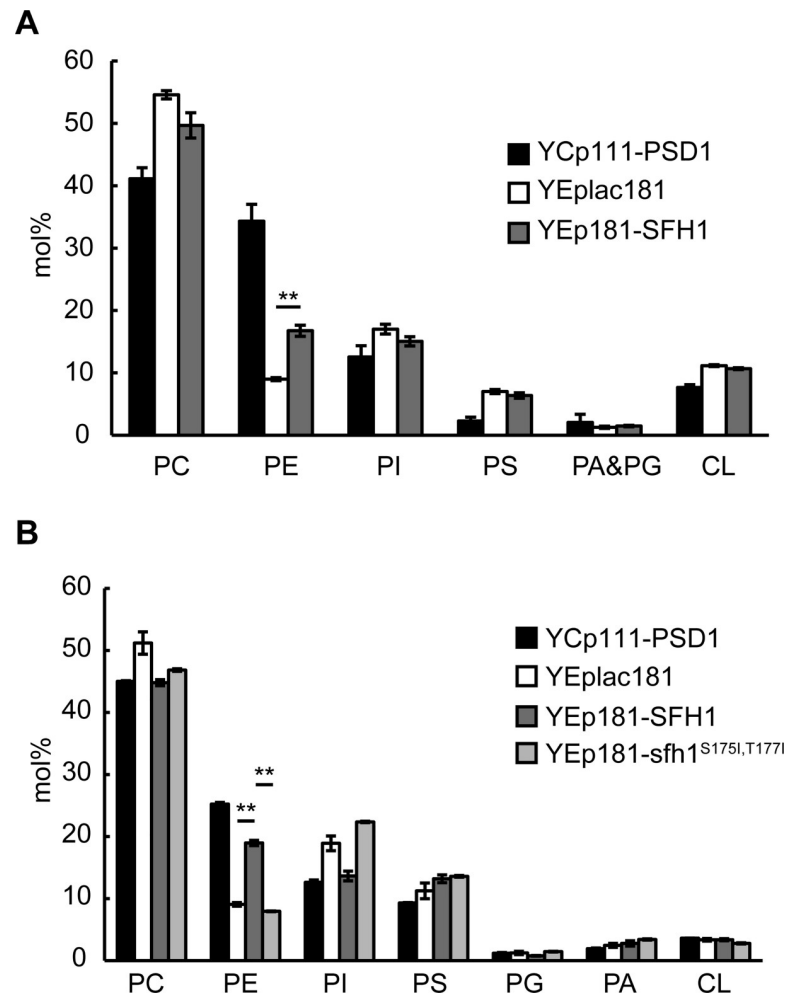 A
60
50
40
30
20
10
0
mol%
**
YCp111-PSD1
YEplac181
YEp181-SFH1
PC PE PI PS PA&PG CL
B
60
50
40
30
20
10
0
mol%
**
**
YCp111-PSD1
YEplac181
YEp181-SFH1
YEp181-sfh1S175I,T177I
PC PE PI PS PG PA CL